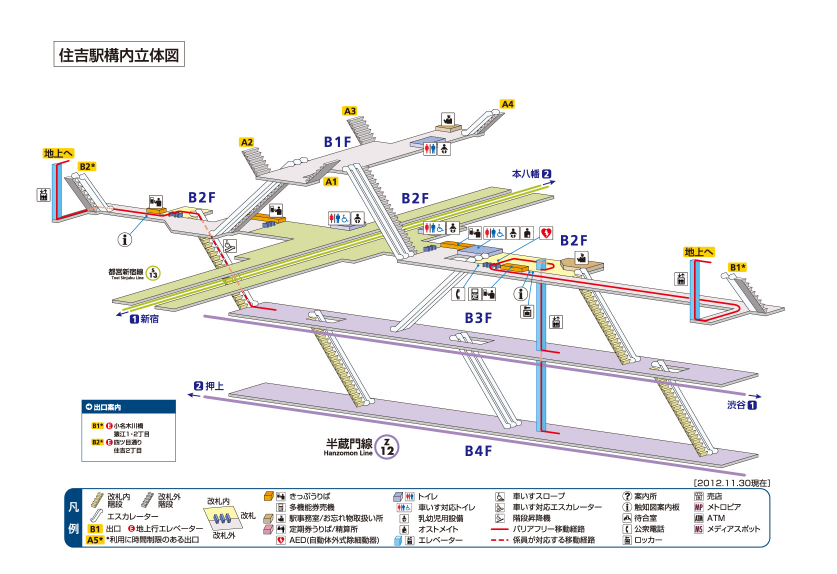 住吉駅構内立体図
A4
A3
A2
B1F
A1
地上へ
B2*
B2F
B2F
本八幡 2
B2F
地上へ
B1*
都営新宿線
Toei Shinjuku Line
S
13
1 新宿
B3F
2 押上
渋谷 1
半蔵門線
Hanzomon Line
Z
12
B4F
出口案内
B1* E 小名木川橋
猿江1・2丁目
B2* E 四ツ目通り
住吉2丁目
[2012.11.30現在]
凡例
改札内階段
改札外階段
エスカレーター
B1 出口 E 地上行エレベーター
A5* *利用に時間制限のある出口
改札内
改札
改札外
きっぷうりば
多機能券売機
駅事務室/お忘れ物取扱い所
定期券うりば/精算所
AED(自動体外式除細動器)
トイレ
車いす対応トイレ
乳幼児用設備
オストメイト
エレベーター
車いすスロープ
車いす対応エスカレーター
階段昇降機
バリアフリー移動経路
係員が対応する移動経路
案内所
触知図案内板
待合室
公衆電話
ロッカー
売店
MP メトロピア
ATM ATM
MS メディアスポット